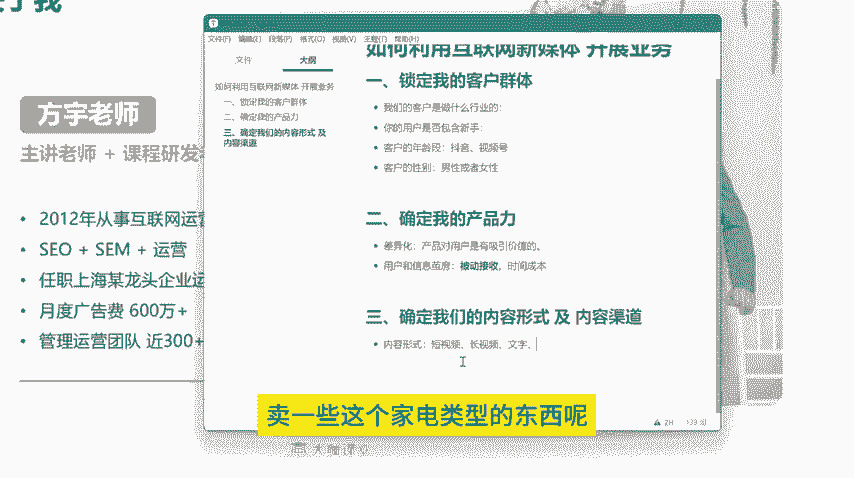 文件(F) 编辑(E) 段落(P) 格式(O) 视图(V) 主题(T) 帮助(H)
文件
大纲
如何利用互联网新媒体 开展业务
一、锁定我的客户群体
二、确定我的产品力
三、确定我们的内容形式 及
内容渠道
如何利用互联网新媒体 开展业务
一、锁定我的客户群体
• 我们的客户是做什么行业的：
• 你的用户是否包含新手：
• 客户的年龄段：抖音、视频号
• 客户的性别：男性或者女性
二、确定我的产品力
• 差异化：产品对用户是有吸引价值的。
• 用户和信息茧房：被动接收，时间成本
三、确定我们的内容形式 及 内容渠道
• 内容形式：短视频、长视频、文字、
ZH
139 词
方宇老师
主讲老师 + 课程研发
• 2012年从事互联网运营
• SEO + SEM + 运营
• 任职上海某龙头企业运
• 月度广告费 600万+
• 管理运营团队 近300+
卖一些这个家电类型的东西呢